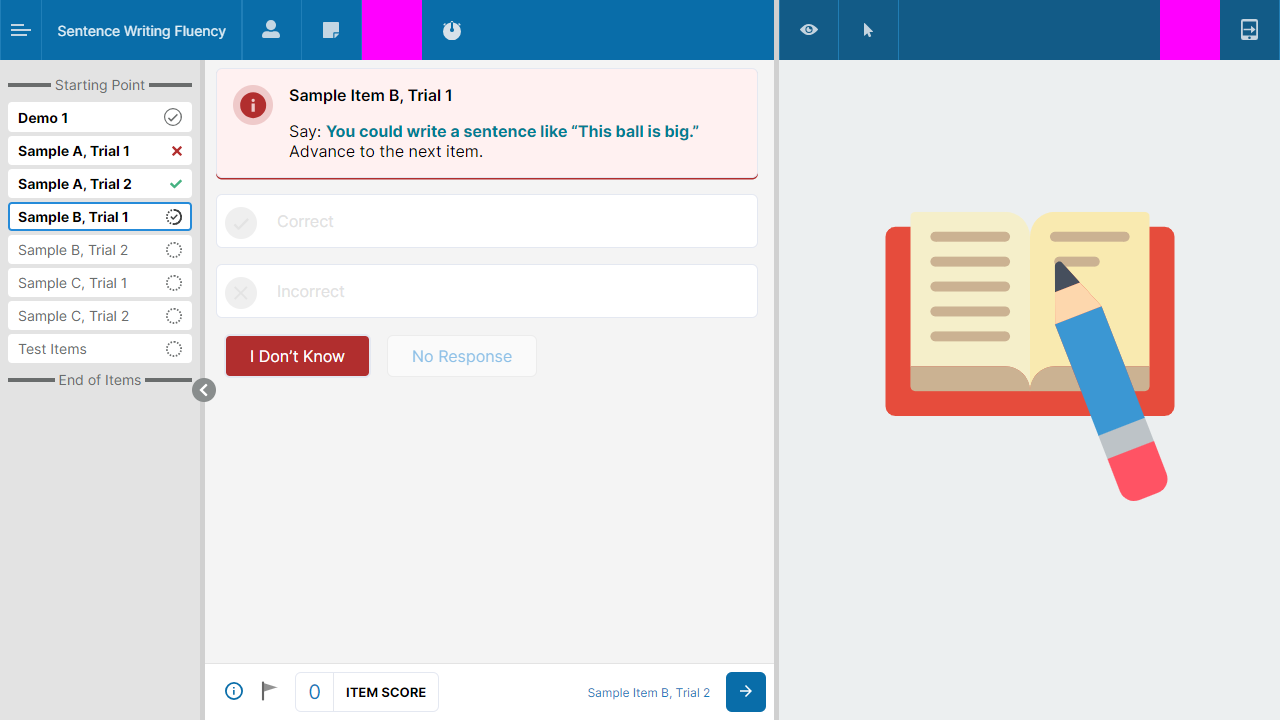 Sentence Writing Fluency
Starting Point
Demo 1
Sample A, Trial 1
Sample A, Trial 2
Sample B, Trial 1
Sample B, Trial 2
Sample C, Trial 1
Sample C, Trial 2
Test Items
End of Items
Sample Item B, Trial 1
Say: You could write a sentence like “This ball is big.”
Advance to the next item.
Correct
Incorrect
I Don’t Know
No Response
0 ITEM SCORE
Sample Item B, Trial 2